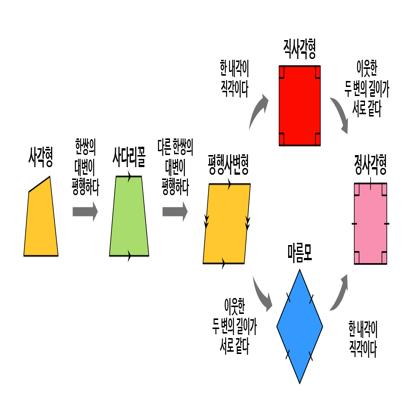 사각형
한쌍의
대변이
평행하다
사다리꼴
다른 한쌍의
대변이
평행하다
평행사변형
한 내각이
직각이다
직사각형
이웃한
두 변의 길이가
서로 같다
정사각형
이웃한
두 변의 길이가
서로 같다
마름모
한 내각이
직각이다